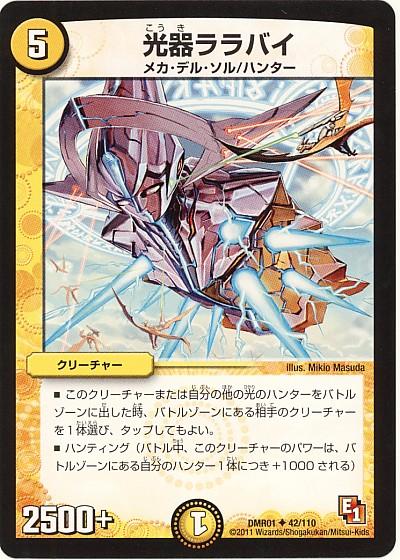 5
こうき
光器ララバイ
メカ・デル・ソル/ハンター
クリーチャー
Illus. Mikio Masuda
■ このクリーチャーまたは自分の他の光のハンターをバトル
ゾーンに出した時、バトルゾーンにある相手のクリーチャー
を1体選び、タップしてもよい。
■ ハンティング（バトル中、このクリーチャーのパワーは、バ
トルゾーンにある自分のハンター1体につき+1000される）
2500+
1
DMR01 ◆ 42/110
©2011 Wizards/Shogakukan/Mitsui-Kids
E1